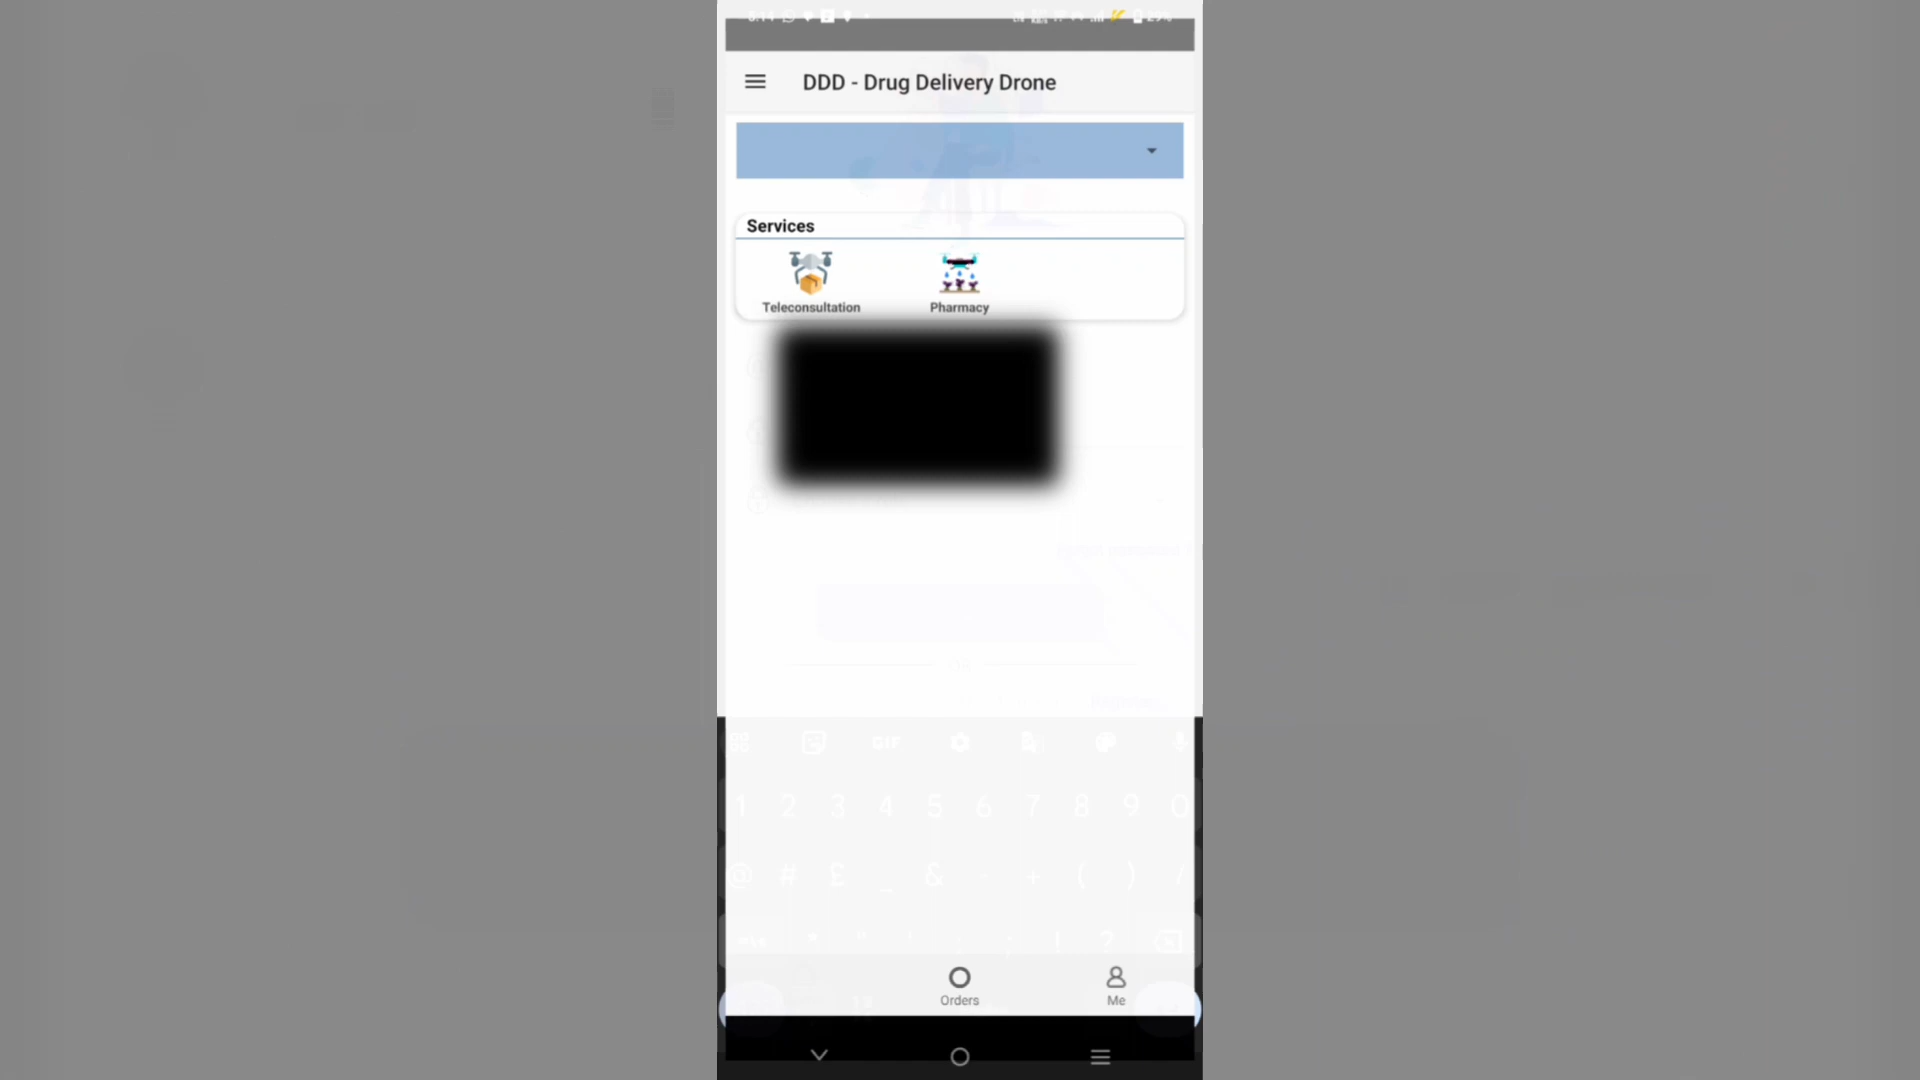 DDD - Drug Delivery Drone
Services
Teleconsultation
Pharmacy
OR
GIF
1 2 3 4 5 6 7 8 9 0
@ # £ _ & - + ( ) /
* " ' : ; ! ?
Orders
Me